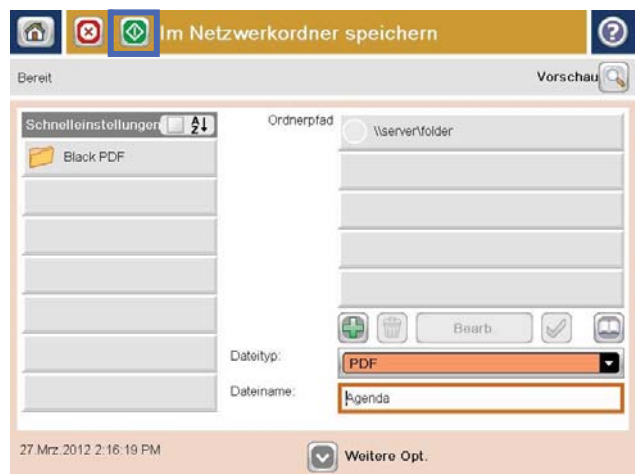 Im Netzwerkordner speichern
Bereit
Vorschau
Schnelleinstellungen
Ordnerpfad
\\server\folder
Black PDF
Bearb.
Dateityp:
PDF
Dateiname:
Agenda
27.Mrz.2012 2:16:19 PM
Weitere Opt.